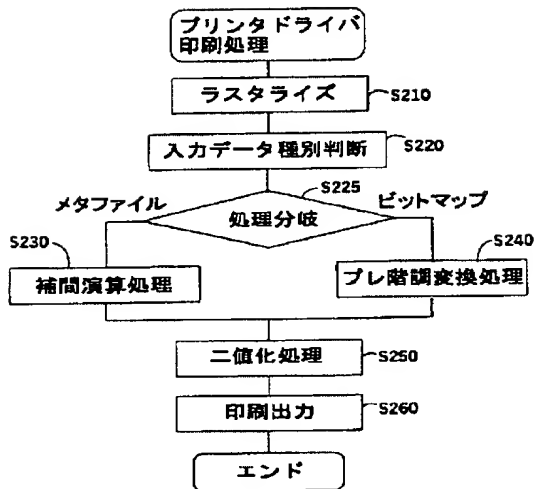 プリンタドライバ
印刷処理
ラスタライズ
S210
入力データ種別判断
S220
S225
メタファイル
処理分岐
ビットマップ
S230
補間演算処理
S240
プレ階調変換処理
二値化処理
S250
印刷出力
S260
エンド